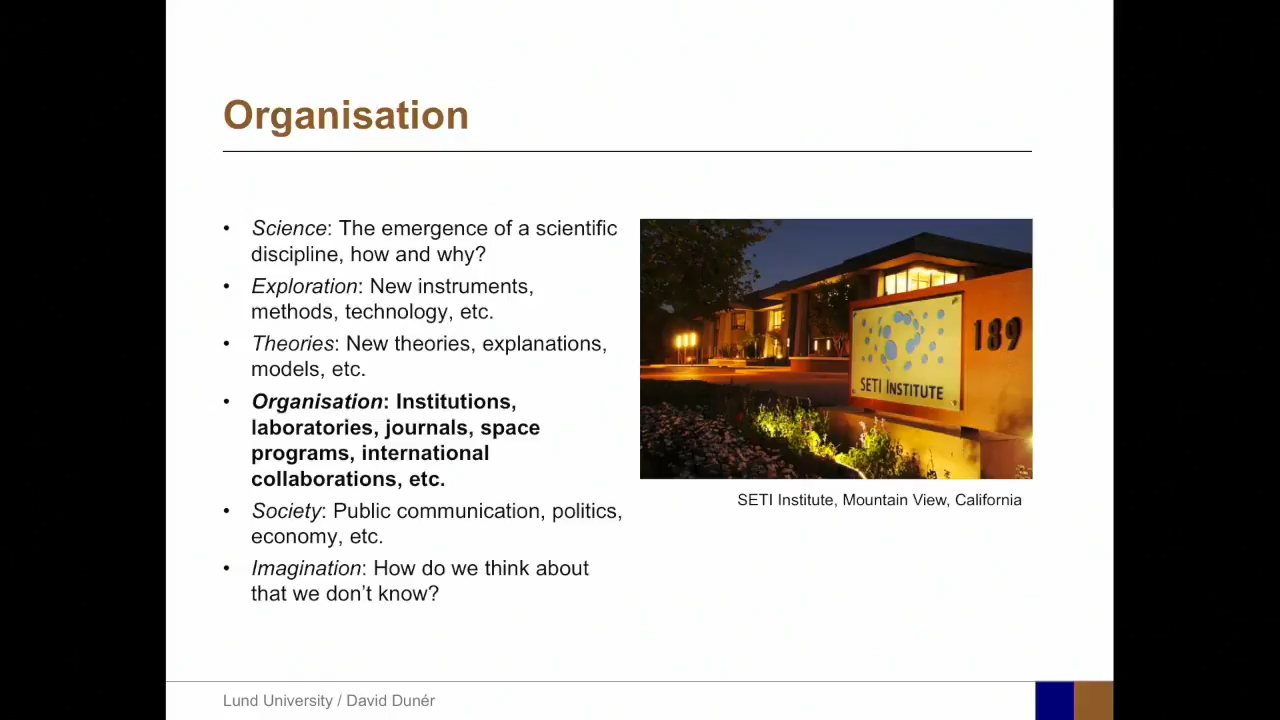 Organisation
• Science: The emergence of a scientific
discipline, how and why?
• Exploration: New instruments,
methods, technology, etc.
• Theories: New theories, explanations,
models, etc.
• Organisation: Institutions,
laboratories, journals, space
programs, international
collaborations, etc.
• Society: Public communication, politics,
economy, etc.
• Imagination: How do we think about
that we don’t know?
189
SETI INSTITUTE
SETI Institute, Mountain View, California
Lund University / David Dunér